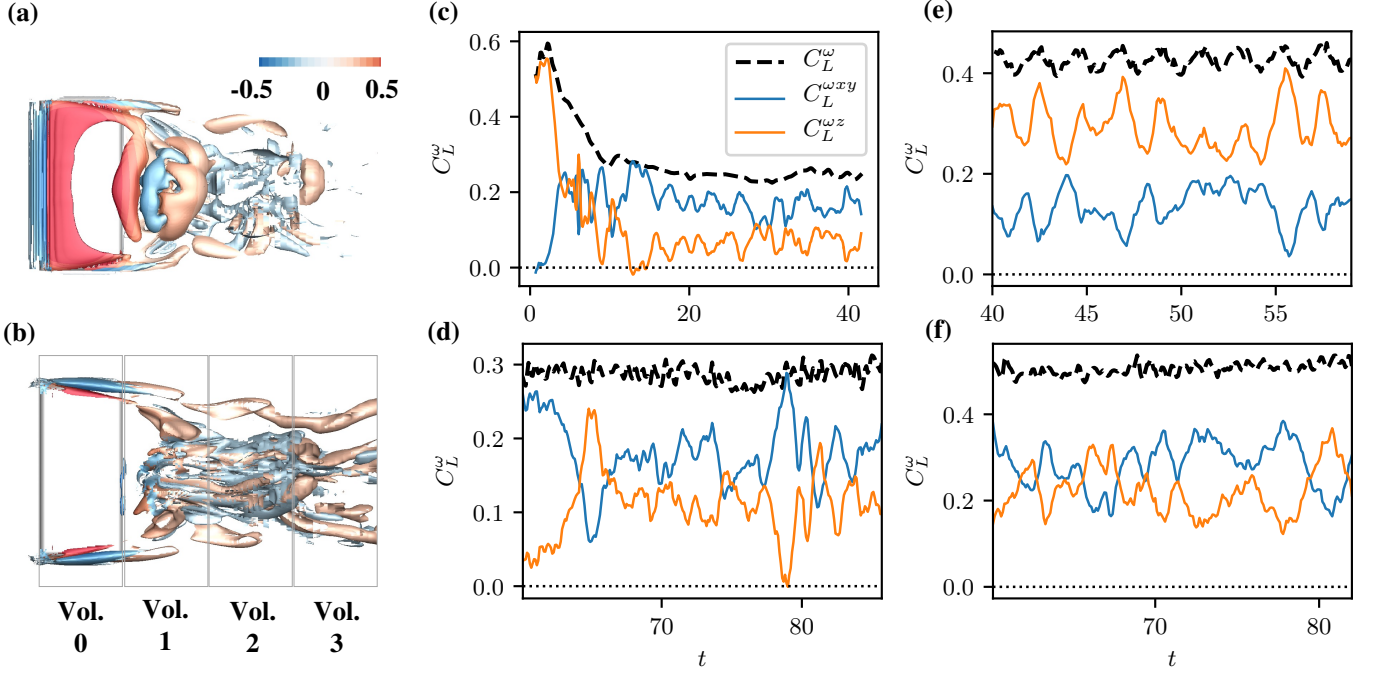 (a)
-0.5 0 0.5
(b)
Vol. Vol. Vol. Vol.
0 1 2 3
(c)
0.6
0.4
0.2
0.0
C_L^ω
0 20 40
C_L^ω
C_L^{ωxy}
C_L^{ωz}
(d)
0.3
0.2
0.1
0.0
C_L^ω
70 80
t
(e)
0.4
0.2
0.0
C_L^ω
40 45 50 55
(f)
0.4
0.2
0.0
C_L^ω
70 80
t